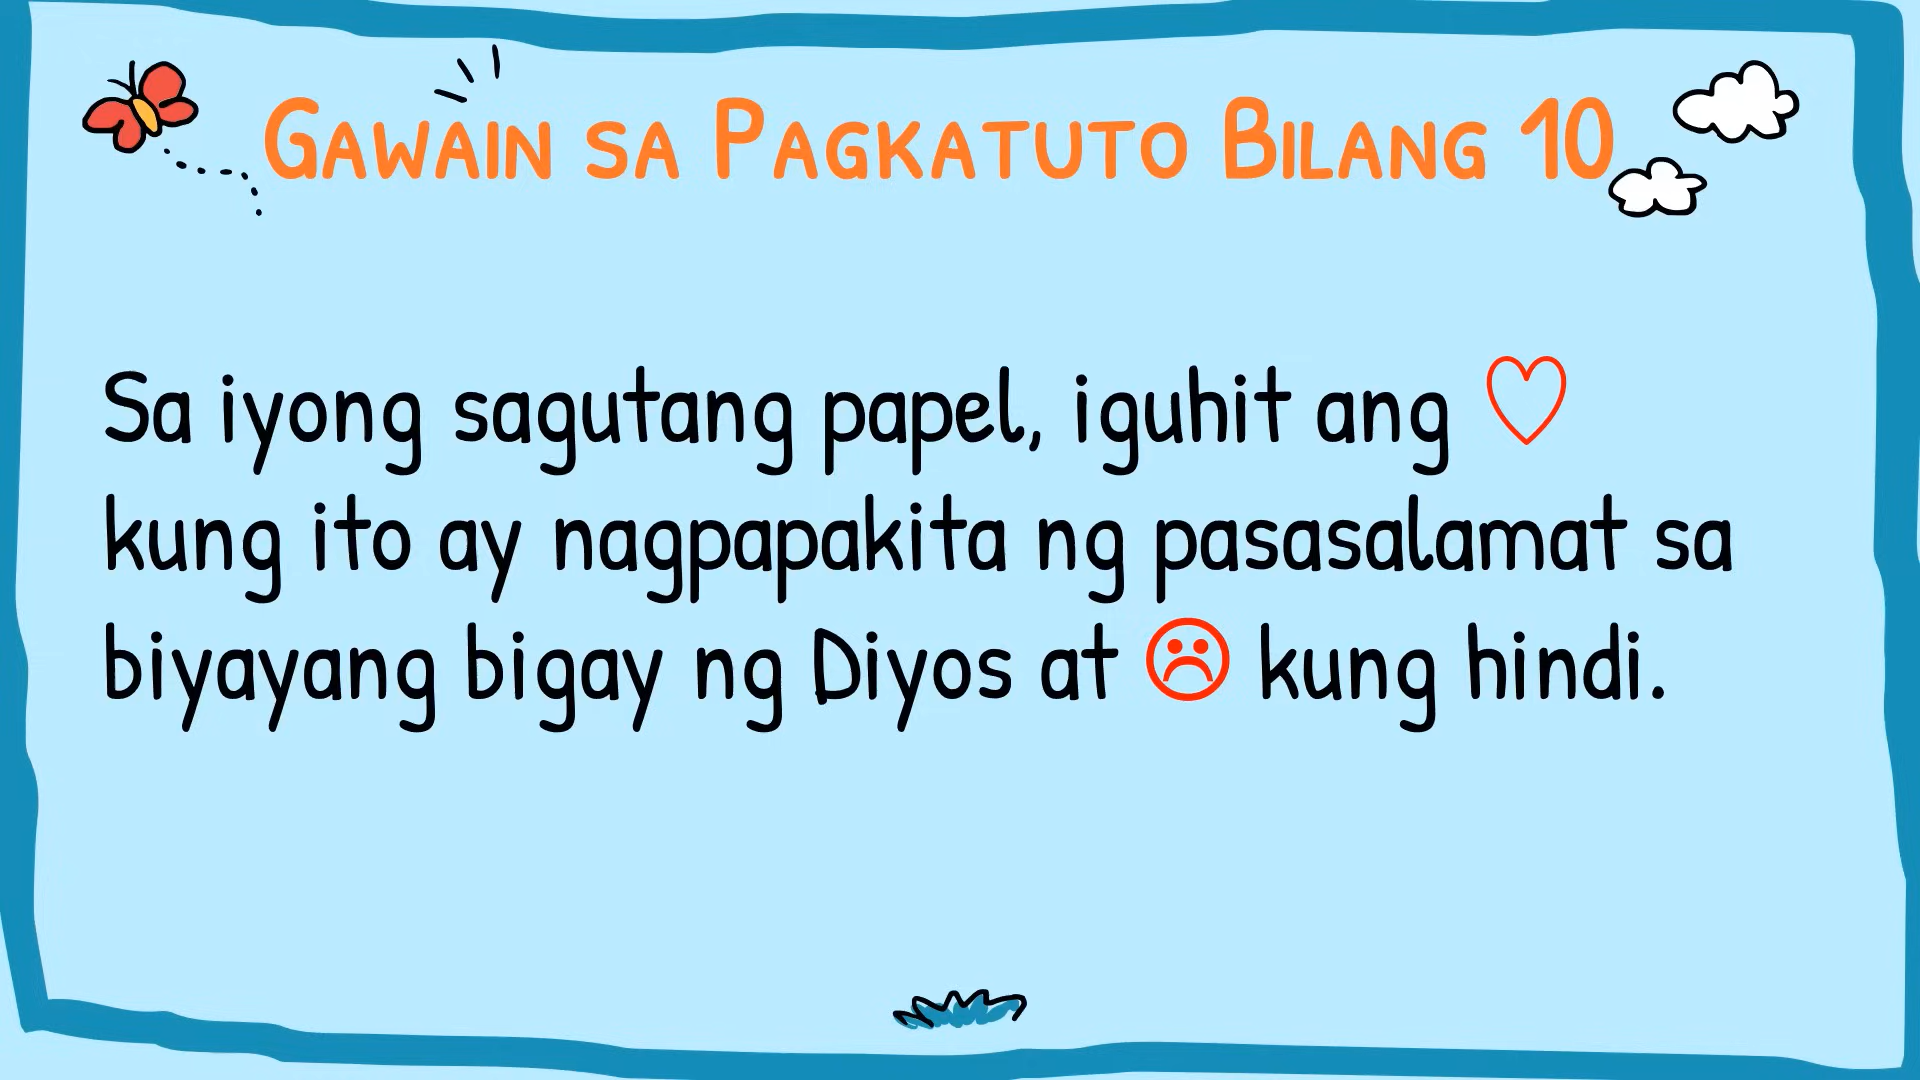 Gawain sa Pagkatuto Bilang 10
Sa iyong sagutang papel, iguhit ang ♡
kung ito ay nagpapakita ng pasasalamat sa
biyayang bigay ng Diyos at ☹ kung hindi.